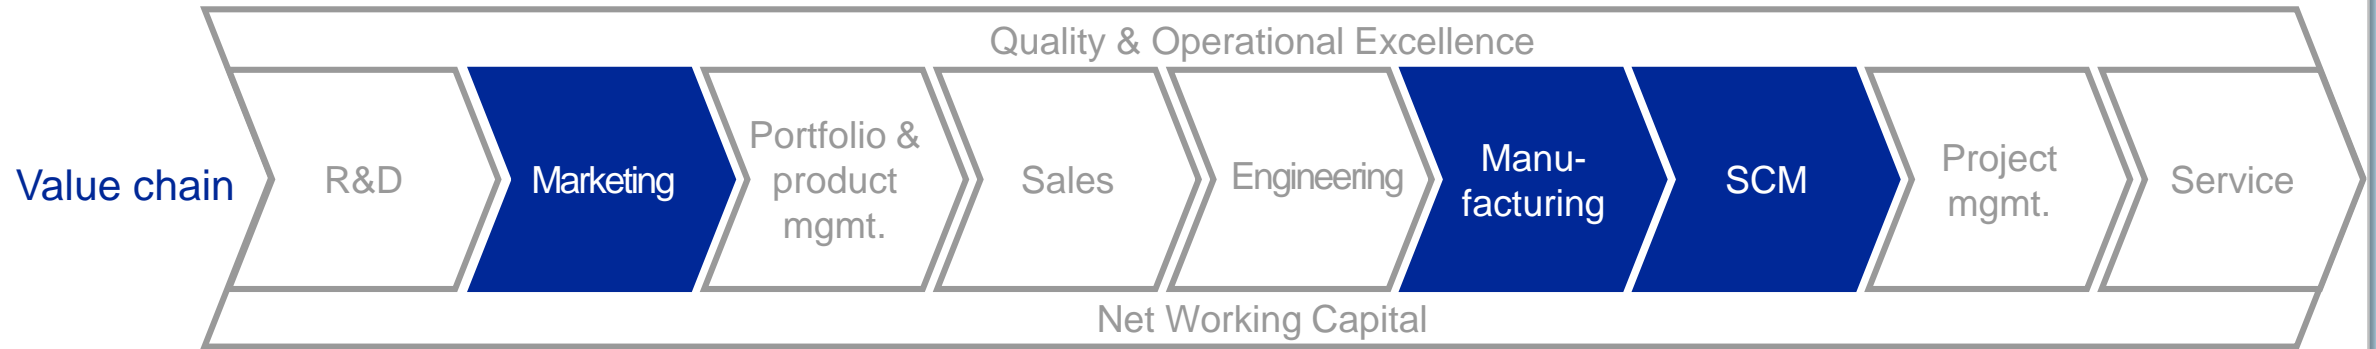 Quality & Operational Excellence
Value chain
R&D
Marketing
Portfolio &
product
mgmt.
Sales
Engineering
Manu-
facturing
SCM
Project
mgmt.
Service
Net Working Capital